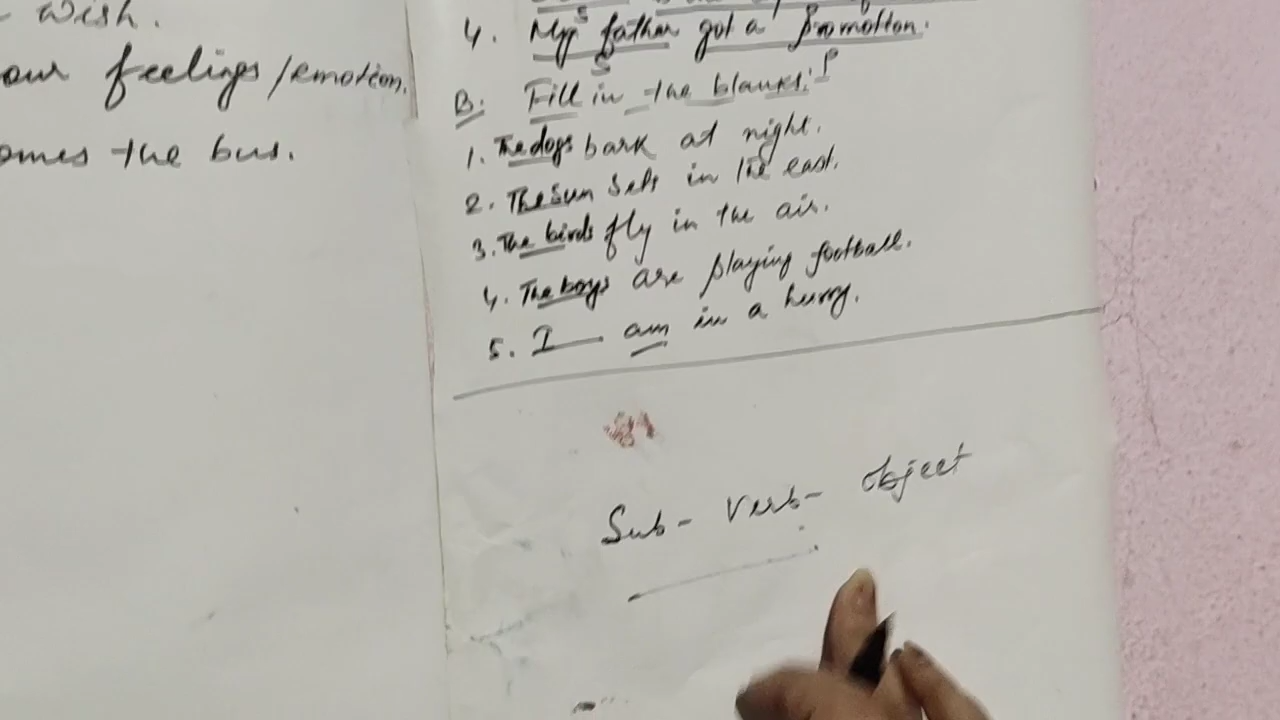 wish.
our feelings/emotion.
omes the bus.
4. My father got a promotion.
S
S
P
B. Fill in the blanks:
1. The dogs bark at night.
2. The sun sets in the east.
3. The birds fly in the air.
4. The boys are playing football.
5. I am in a hurry.
Sub- Verb- Object